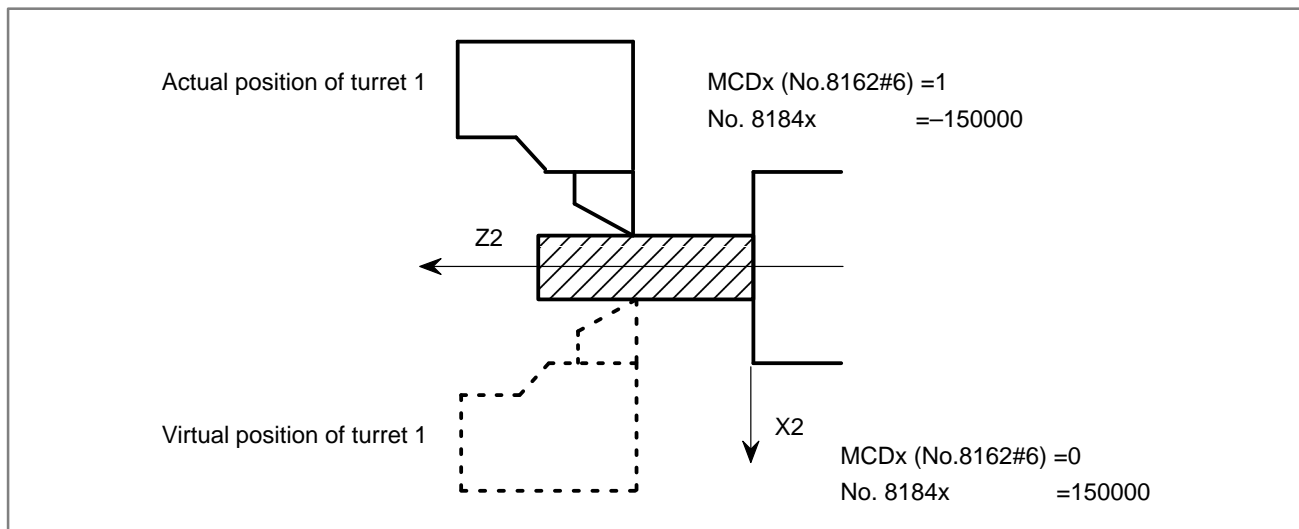 Actual position of turret 1
MCDx (No.8162#6) =1
No. 8184x =–150000
Z2
X2
Virtual position of turret 1
MCDx (No.8162#6) =0
No. 8184x =150000